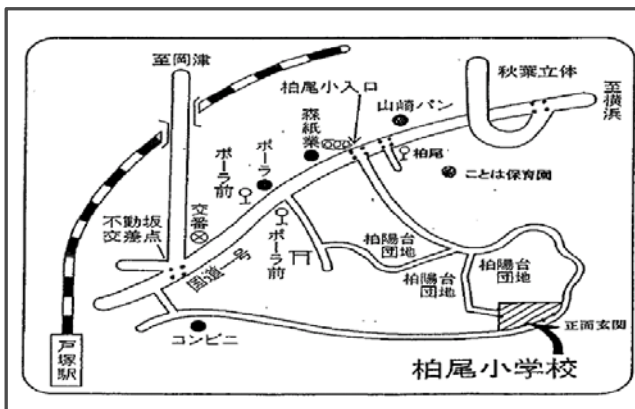 至岡津
秋葉立体
至横浜
柏尾小入口
山崎パン
森紙業
柏尾
ポーラ
ポーラ前
ことは保育園
交番
不動坂
交差点
ポーラ前
国道一号
柏陽台
団地
柏陽台
団地
柏陽台
団地
正面玄関
コンビニ
戸塚駅
柏尾小学校